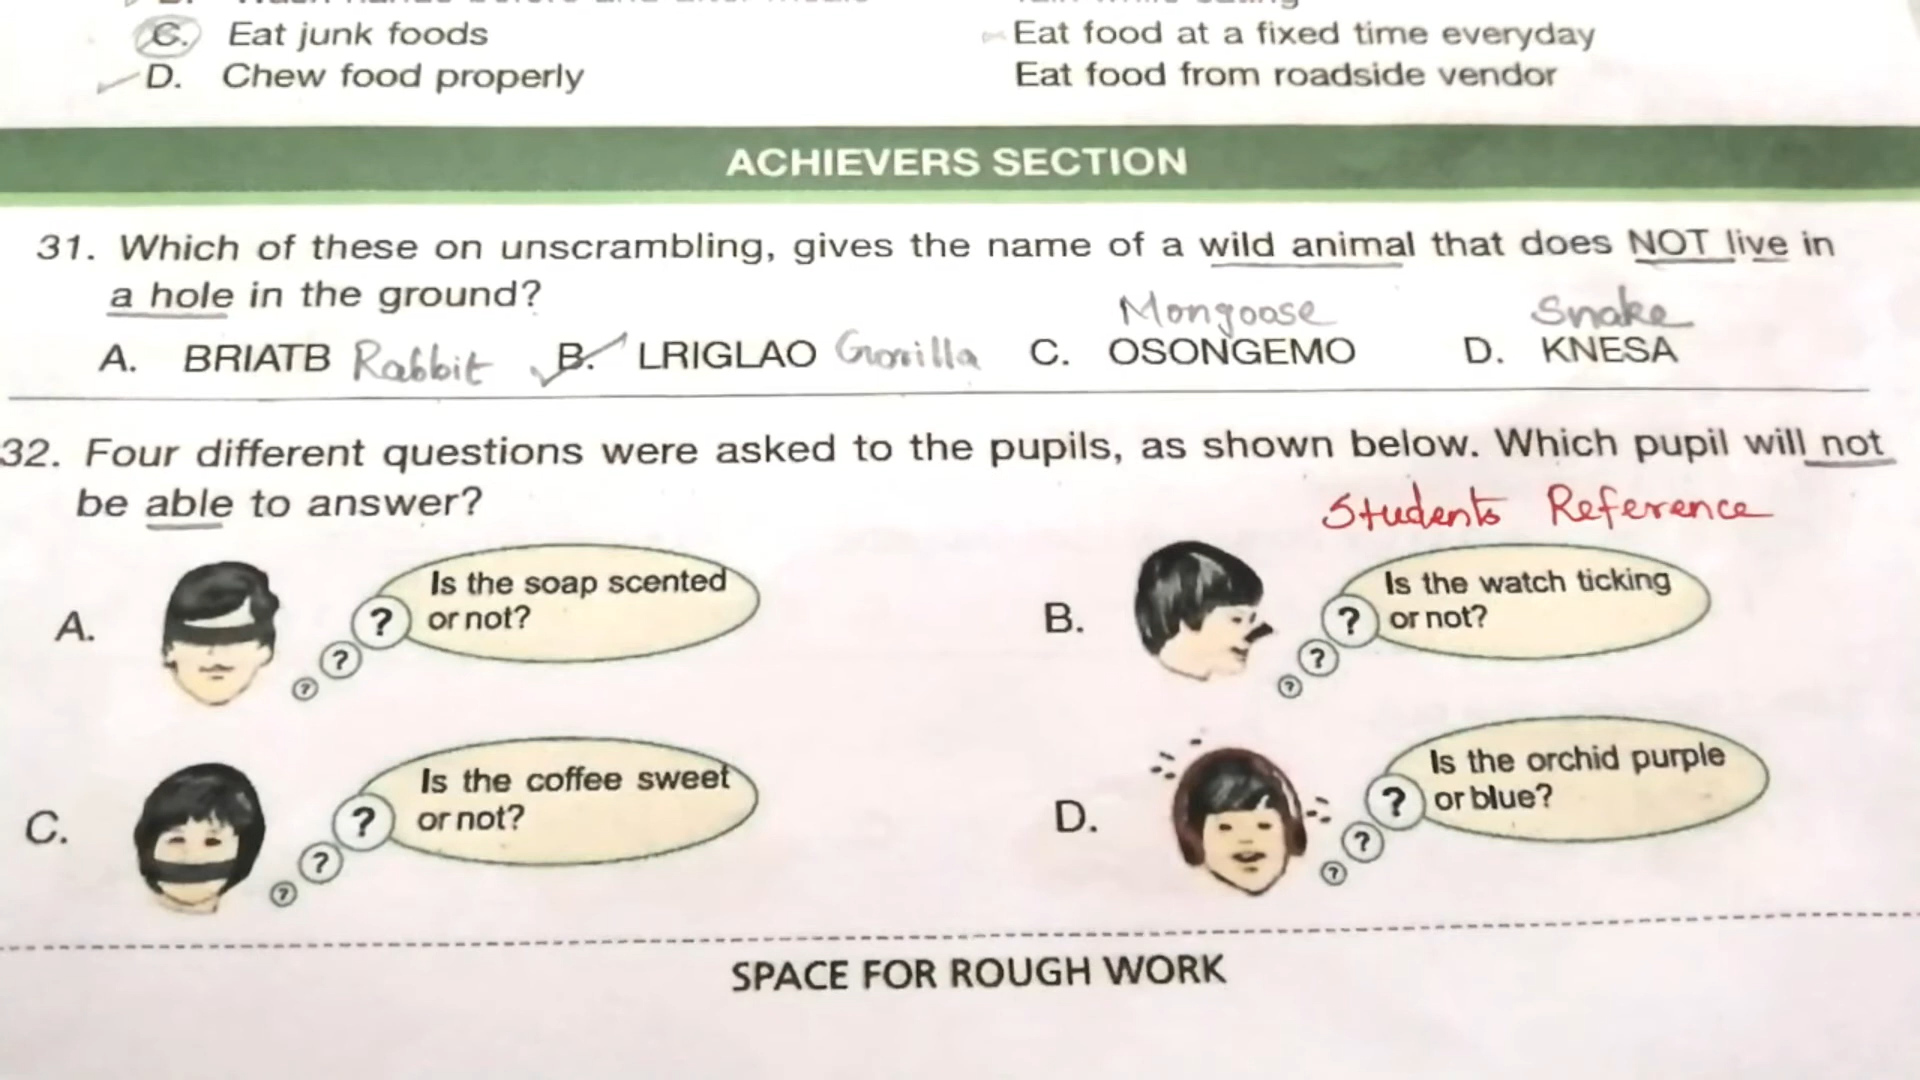 C. Eat junk foods Eat food at a fixed time everyday
D. Chew food properly Eat food from roadside vendor
ACHIEVERS SECTION
31. Which of these on unscrambling, gives the name of a wild animal that does NOT live in
a hole in the ground?
Mongoose Snake
A. BRIATB Rabbit B. LRIGLAO Gorilla C. OSONGEMO D. KNESA
32. Four different questions were asked to the pupils, as shown below. Which pupil will not
be able to answer?
Students Reference
A. Is the soap scented
or not?
? ? ?
B. Is the watch ticking
or not?
? ? ?
C. Is the coffee sweet
or not?
? ? ?
D. Is the orchid purple
or blue?
? ? ?
SPACE FOR ROUGH WORK